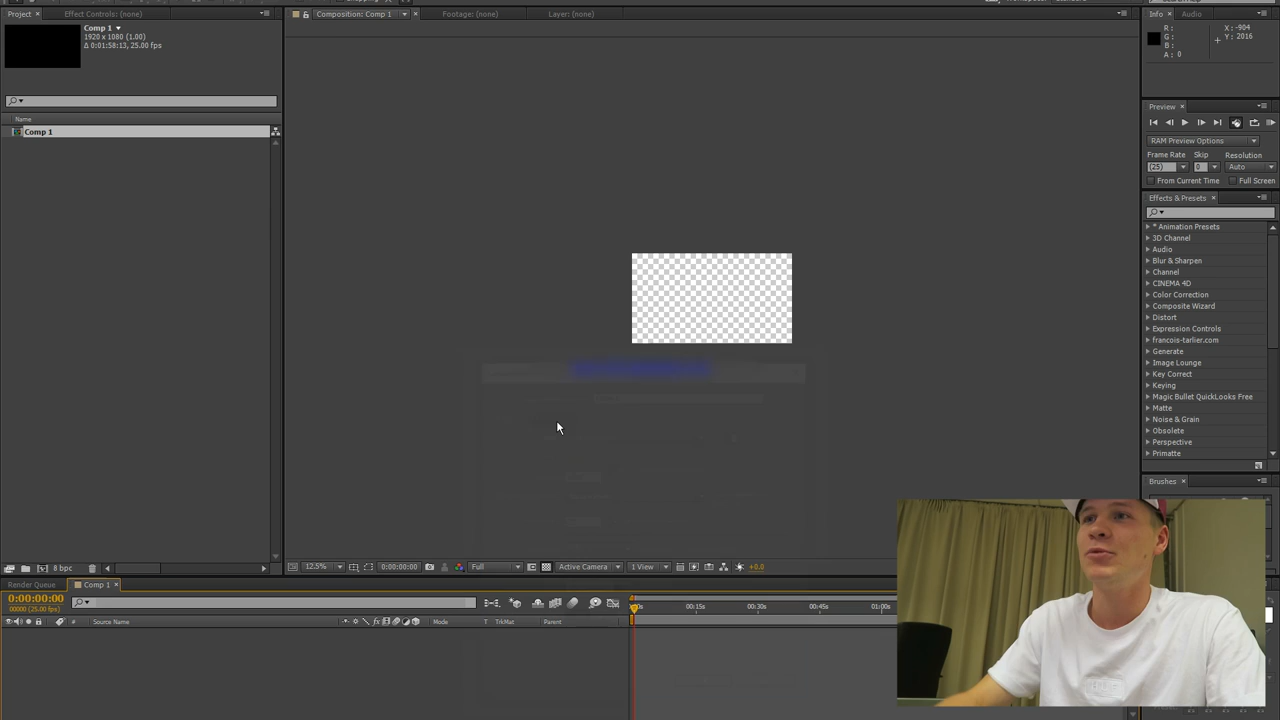 Project
Effect Controls: (none)
Composition: Comp 1
Footage: (none)
Layer: (none)
Info
Audio
Comp 1
1920 x 1080 (1.00)
Δ 0:01:58:13, 25.00 fps
R :
G :
B :
A : 0
X : -904
Y : 2016
Preview
RAM Preview Options
Frame Rate
Skip
Resolution
(25)
0
Auto
From Current Time
Full Screen
Name
Comp 1
Effects & Presets
* Animation Presets
3D Channel
Audio
Blur & Sharpen
Channel
CINEMA 4D
Color Correction
Composite Wizard
Distort
Expression Controls
francois-tarlier.com
Generate
Image Lounge
Key Correct
Keying
Magic Bullet QuickLooks Free
Matte
Noise & Grain
Obsolete
Perspective
Primatte
Brushes
8 bpc
12.5%
0:00:00:00
Full
Active Camera
1 View
+0.0
Render Queue
Comp 1
0:00:00:00
00000 (25.00 fps)
00:15s
00:30s
00:45s
01:00s
#
Source Name
Mode
T
TrkMat
Parent